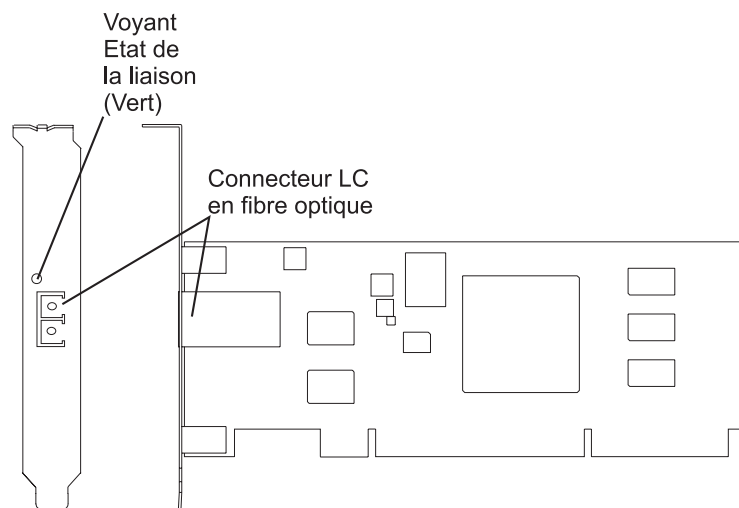 Voyant
Etat de
la liaison
(Vert)
Connecteur LC
en fibre optique